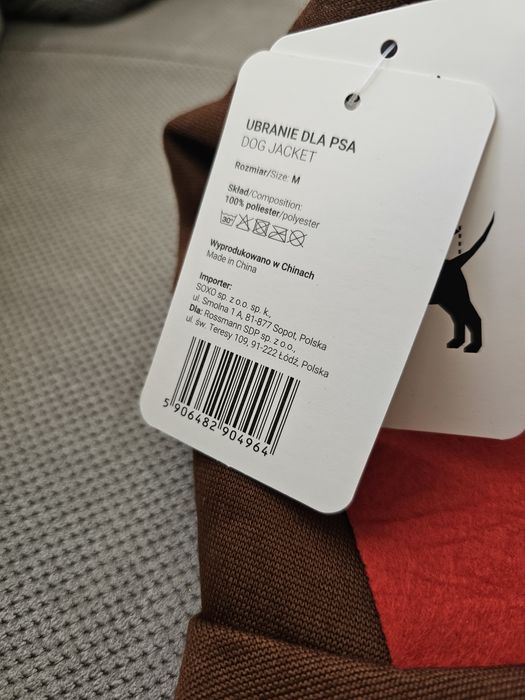 UBRANIE DLA PSA
DOG JACKET
Rozmiar/Size: M
Skład/Composition:
100% poliester/polyester
30°
Wyprodukowano w Chinach
Made in China
Importer:
SOXO sp. z o.o. sp. k.
ul. Smolna 1 A, 81-877 Sopot, Polska
Dla: Rossmann SDP sp. z o.o.,
ul. św. Teresy 109, 91-222 Łódź, Polska
5 906482 904964